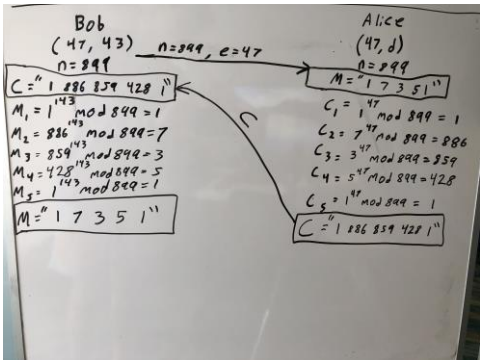 Bob
(47, 43)
n=899
n=899, e=47
C="1 886 859 428 1"
M₁ = 1¹⁴³ mod 899 = 1
M₂ = 886¹⁴³ mod 899 = 7
M₃ = 859¹⁴³ mod 899 = 3
M₄ = 428¹⁴³ mod 899 = 5
M₅ = 1¹⁴³ mod 899 = 1
M="1 7 3 5 1"
C
Alice
(47, d)
n=899
M="1 7 3 5 1"
C₁ = 1⁴⁷ mod 899 = 1
C₂ = 7⁴⁷ mod 899 = 886
C₃ = 3⁴⁷ mod 899 = 859
C₄ = 5⁴⁷ mod 899 = 428
C₅ = 1⁴⁷ mod 899 = 1
C="1 886 859 428 1"